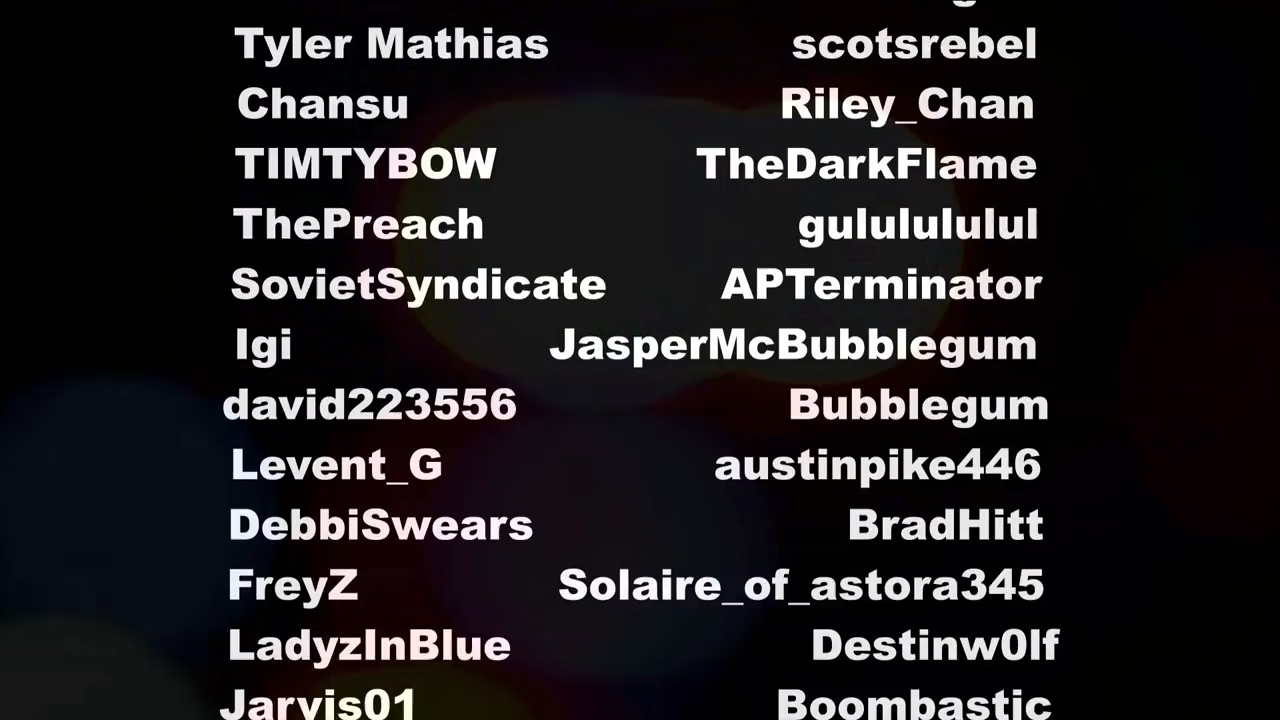 Tyler Mathias scotsrebel
Chansu Riley_Chan
TIMTYBOW TheDarkFlame
ThePreach gulululululul
SovietSyndicate APTerminator
Igi JasperMcBubblegum
david223556 Bubblegum
Levent_G austinpike446
DebbiSwears BradHitt
FreyZ Solaire_of_astora345
LadyzInBlue Destinw0lf
Jarvis01 Boombastic